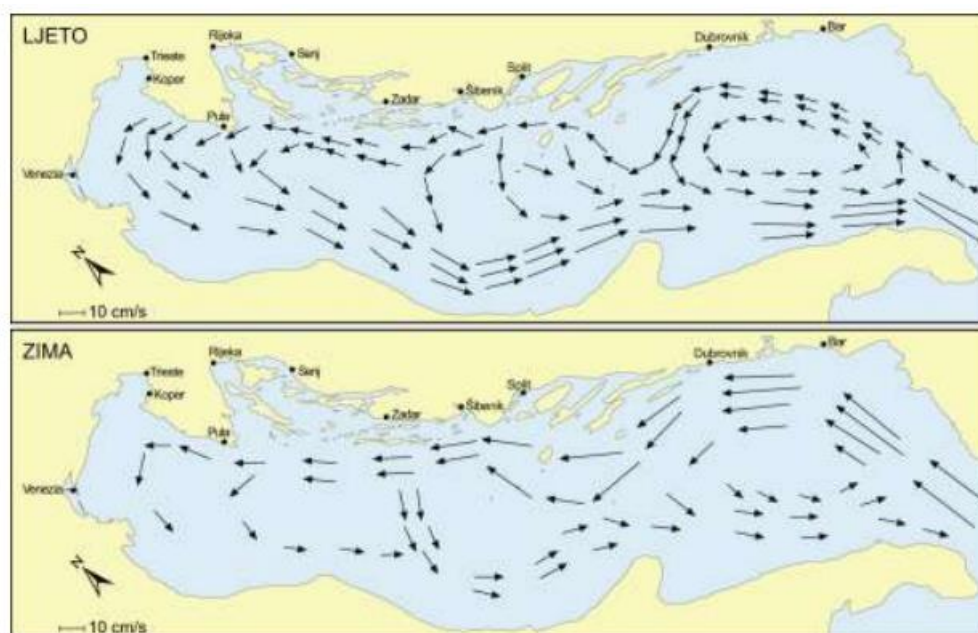 LJETO
Rijeka
Senj
Trieste
Koper
Pula
Zadar
Šibenik
Split
Dubrovnik
Bar
Venezia
N
10 cm/s
ZIMA
Rijeka
Senj
Trieste
Koper
Pula
Zadar
Šibenik
Split
Dubrovnik
Bar
Venezia
N
10 cm/s